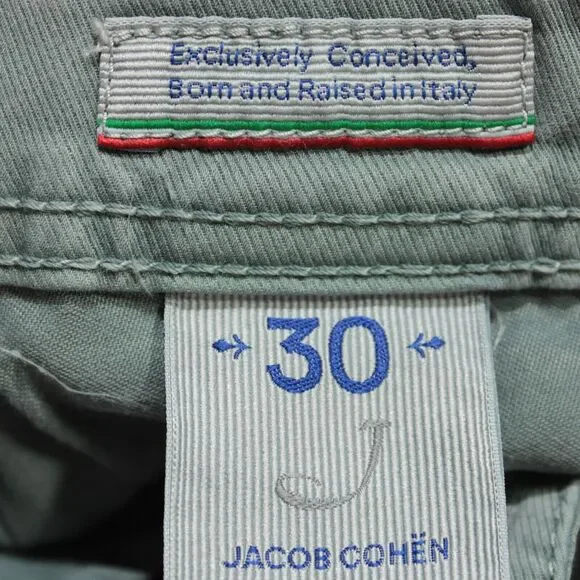 Exclusively Conceived,
Born and Raised in Italy
30
J
JACOB COHËN